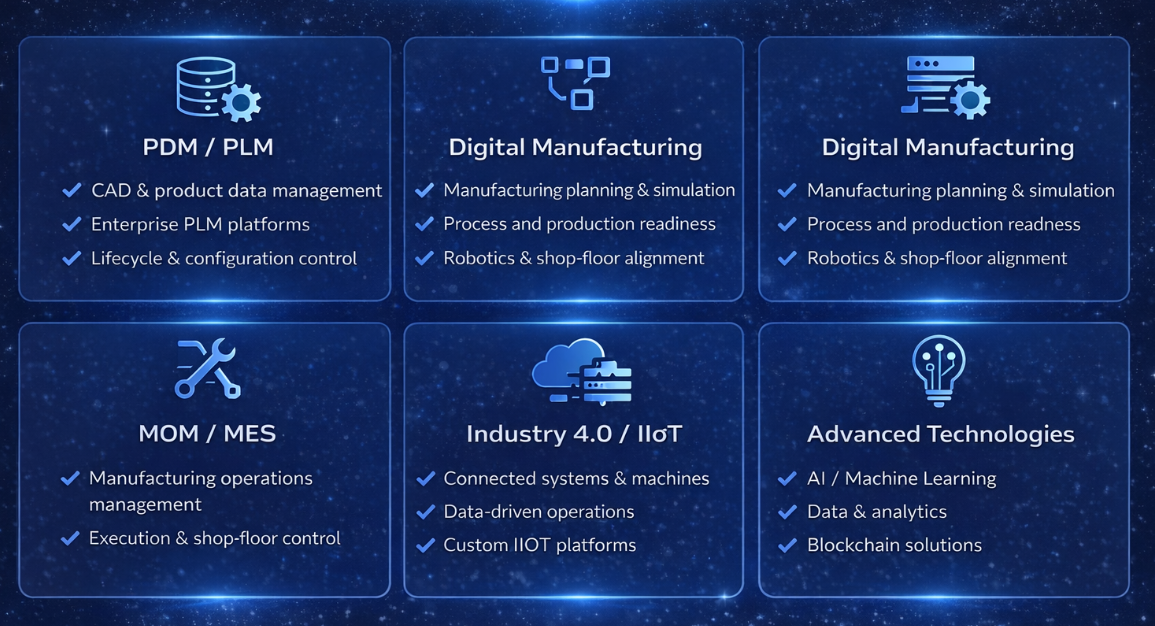 PDM / PLM
CAD & product data management
Enterprise PLM platforms
Lifecycle & configuration control
Digital Manufacturing
Manufacturing planning & simulation
Process and production readiness
Robotics & shop-floor alignment
Digital Manufacturing
Manufacturing planning & simulation
Process and production readness
Robotics & shop-floor alignment
MOM / MES
Manufacturing operations
management
Execution & shop-floor control
Industry 4.0 / IIoT
Connected systems & machines
Data-driven operations
Custom IIOT platforms
Advanced Technologies
AI / Machine Learning
Data & analytics
Blockchain solutions